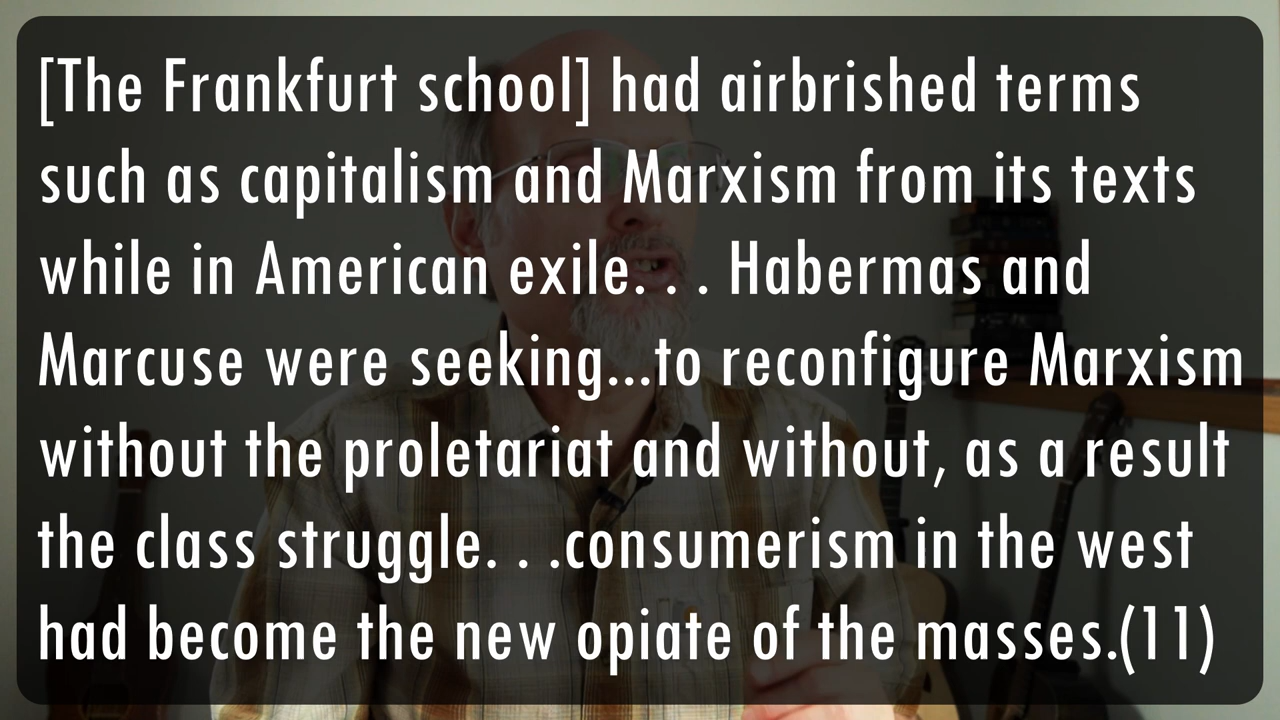 [The Frankfurt school] had airbrished terms
such as capitalism and Marxism from its texts
while in American exile. . . Habermas and
Marcuse were seeking...to reconfigure Marxism
without the proletariat and without, as a result
the class struggle. . .consumerism in the west
had become the new opiate of the masses.(11)